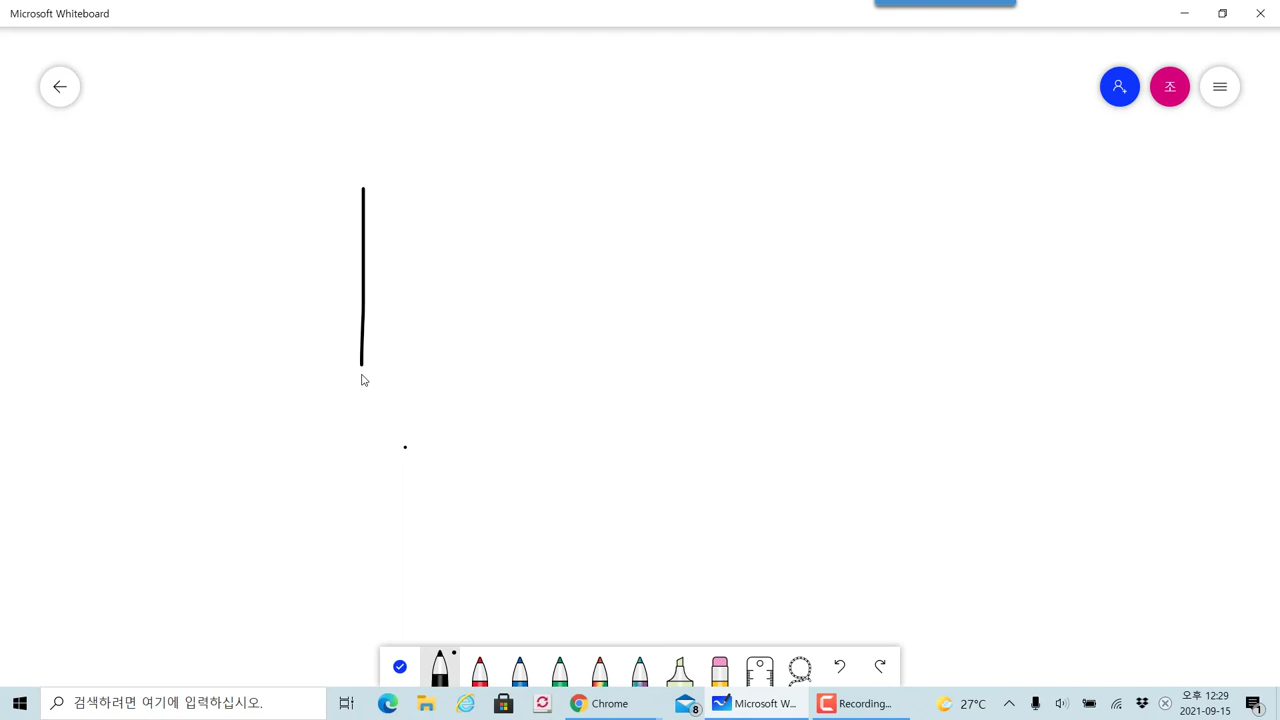 Microsoft Whiteboard
조
검색하려면 여기에 입력하십시오.
8
Chrome
Microsoft W...
Recording...
27°C
오후 12:29
2021-09-15
1